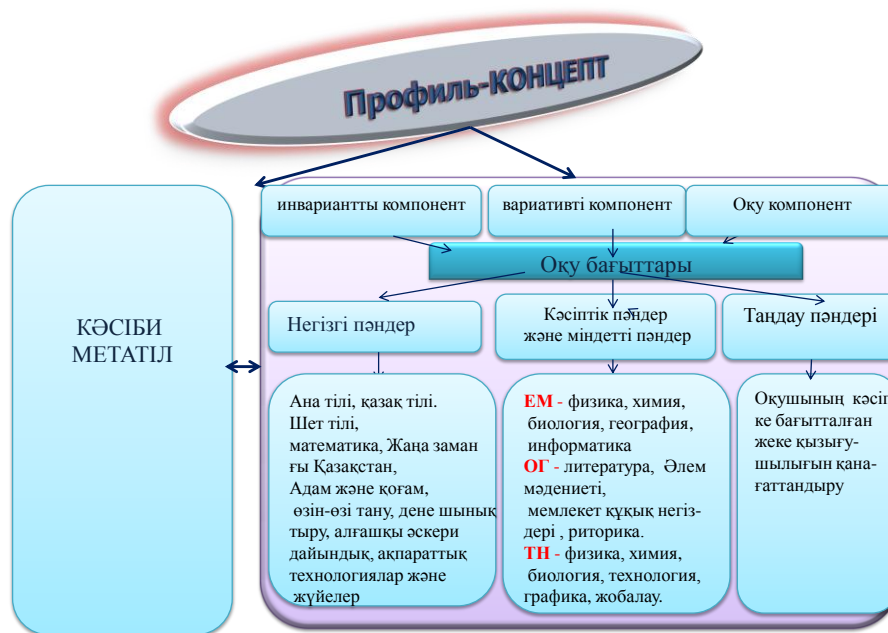 Профиль-КОНЦЕПТ
инвариантты компонент
вариативті компонент
Оқу компонент
Оқу бағыттары
КӘСІБИ
МЕТАТІЛ
Негізгі пәндер
Кәсіптік пәндер
және міндетті пәндер
Таңдау пәндері
Ана тілі, қазақ тілі.
Шет тілі,
математика, Жаңа заман
ғы Қазақстан,
Адам және қоғам,
өзін-өзі тану, дене шынық
тыру, алғашқы әскери
дайындық, ақпараттық
технологиялар және
жүйелер
ЕМ - физика, химия,
биология, география,
информатика
ОГ - литература, Әлем
мәдениеті,
мемлекет құқық негіз-
дері , риторика.
ТН - физика, химия,
биология, технология,
графика, жобалау.
Оқушының кәсіп
ке бағытталған
жеке қызығу-
шылығын қана-
ғаттандыру